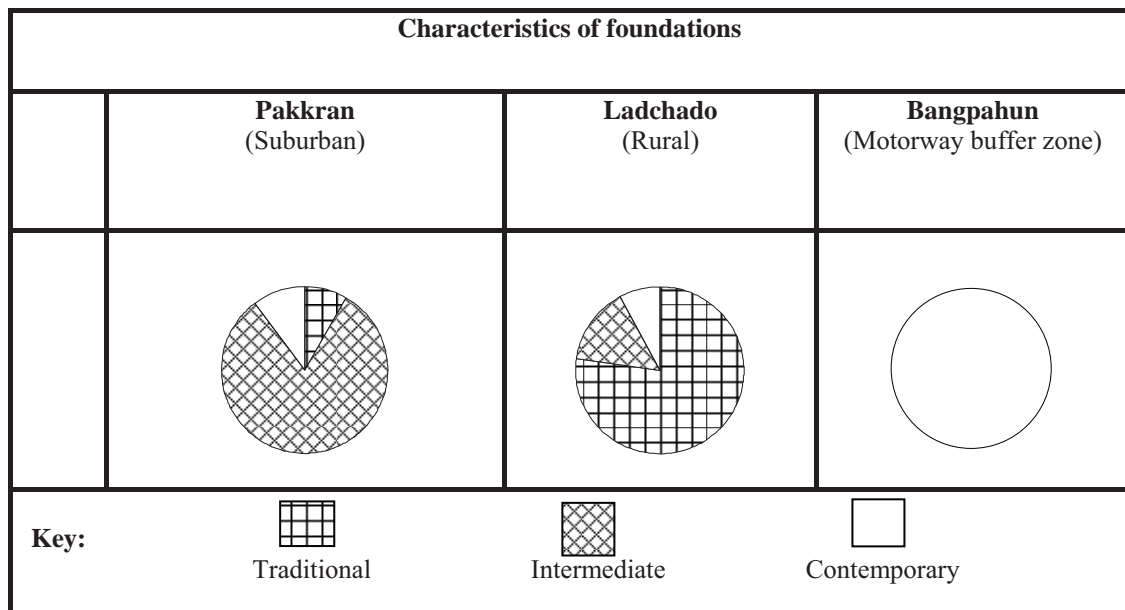 Characteristics of foundations
Pakkran
(Suburban)
Ladchado
(Rural)
Bangpahun
(Motorway buffer zone)
Key:
Traditional
Intermediate
Contemporary